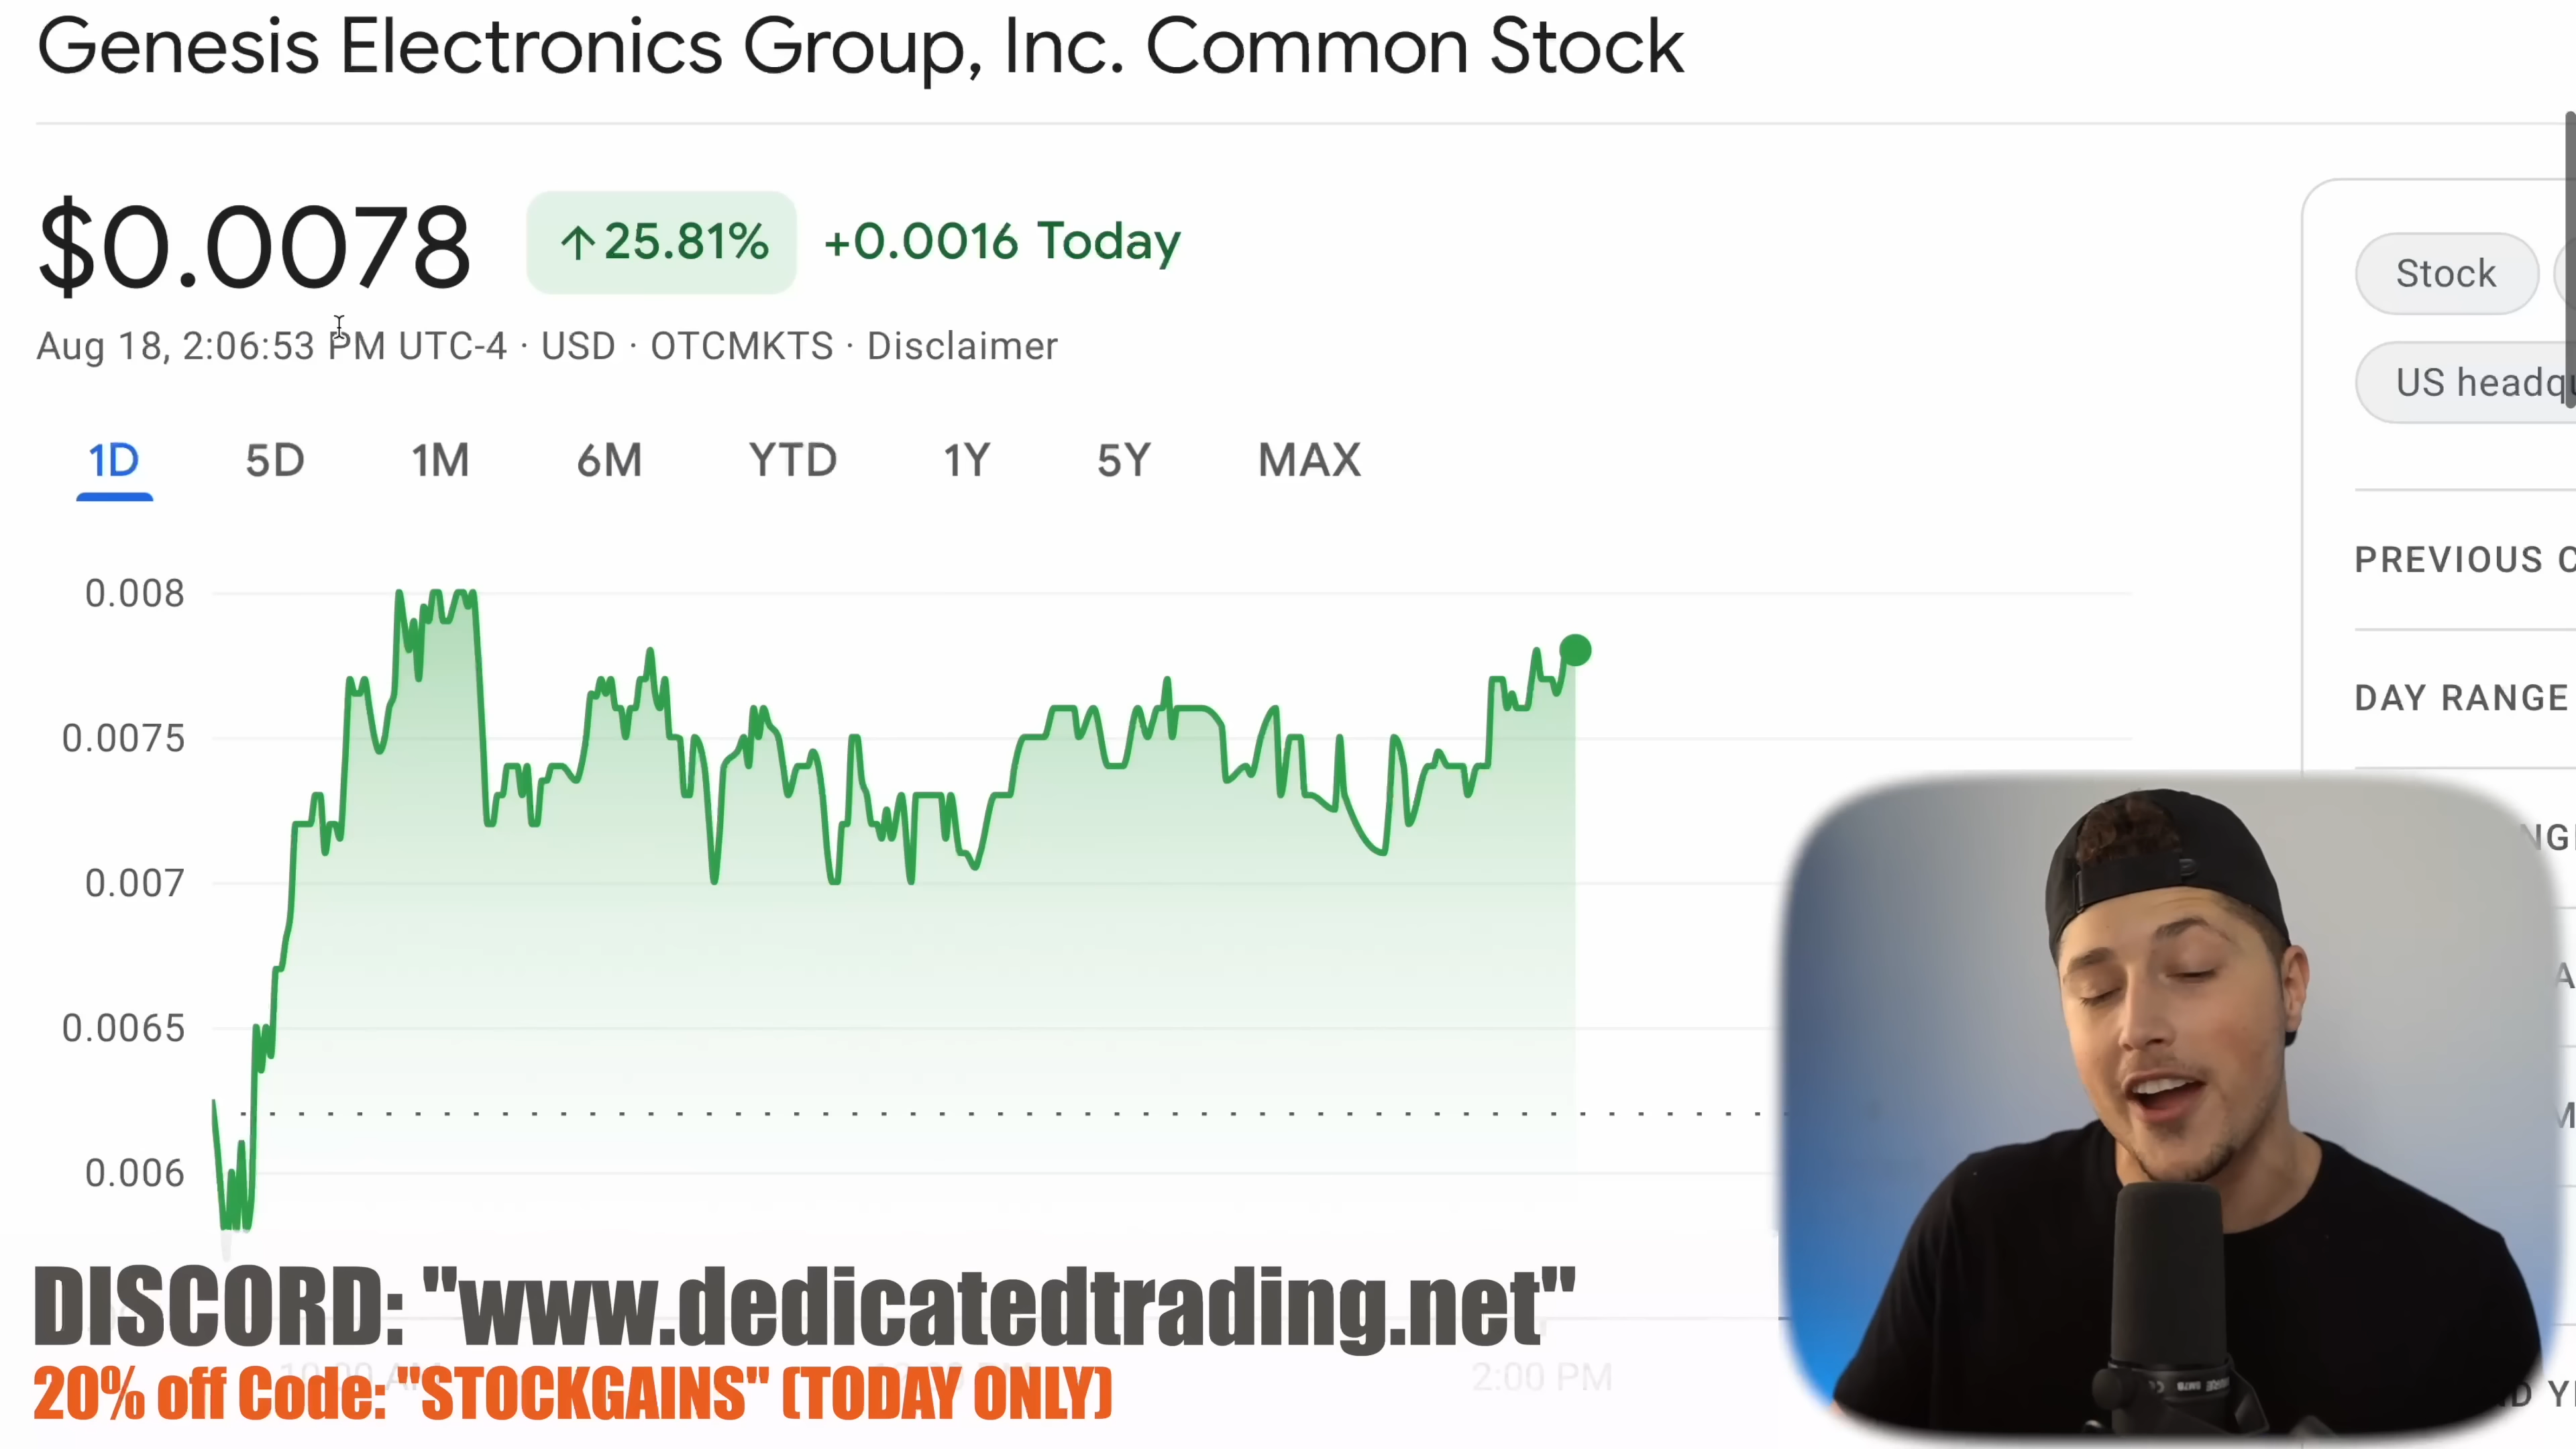 Genesis Electronics Group, Inc. Common Stock
$0.0078 ↑25.81% +0.0016 Today
Aug 18, 2:06:53 PM UTC-4 · USD · OTCMKTS · Disclaimer
Stock
US headqu
1D 5D 1M 6M YTD 1Y 5Y MAX
PREVIOUS C
DAY RANGE
0.008
0.0075
0.007
0.0065
0.006
DISCORD: "www.dedicatedtrading.net"
2:00 PM
20% off Code: "STOCKGAINS" (TODAY ONLY)